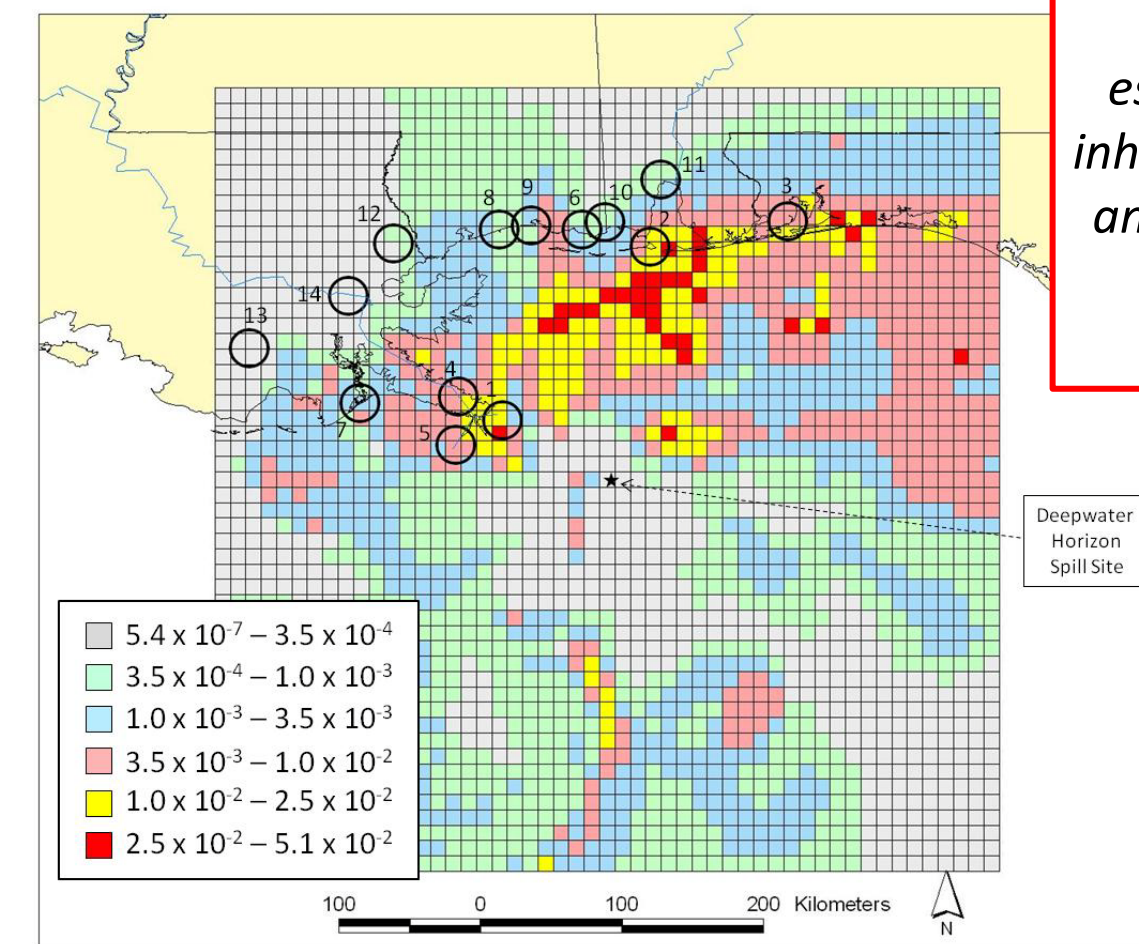 es
inh
an
11
3
10
9
8
6
2
12
14
13
4
1
7
5
Deepwater
Horizon
Spill Site
5.4 x 10⁻⁷ – 3.5 x 10⁻⁴
3.5 x 10⁻⁴ – 1.0 x 10⁻³
1.0 x 10⁻³ – 3.5 x 10⁻³
3.5 x 10⁻³ – 1.0 x 10⁻²
1.0 x 10⁻² – 2.5 x 10⁻²
2.5 x 10⁻² – 5.1 x 10⁻²
100 0 100 200 Kilometers
N